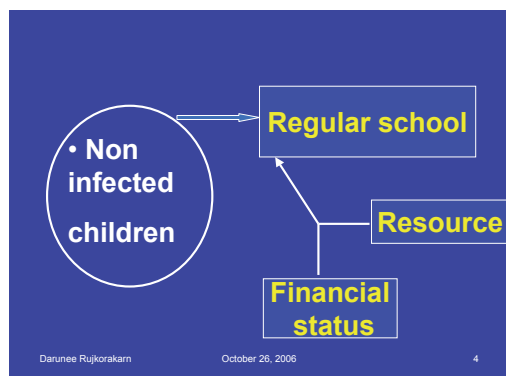 Regular school
• Non
infected
children
Resource
Financial
status
Darunee Rujkorakarn October 26, 2006 4